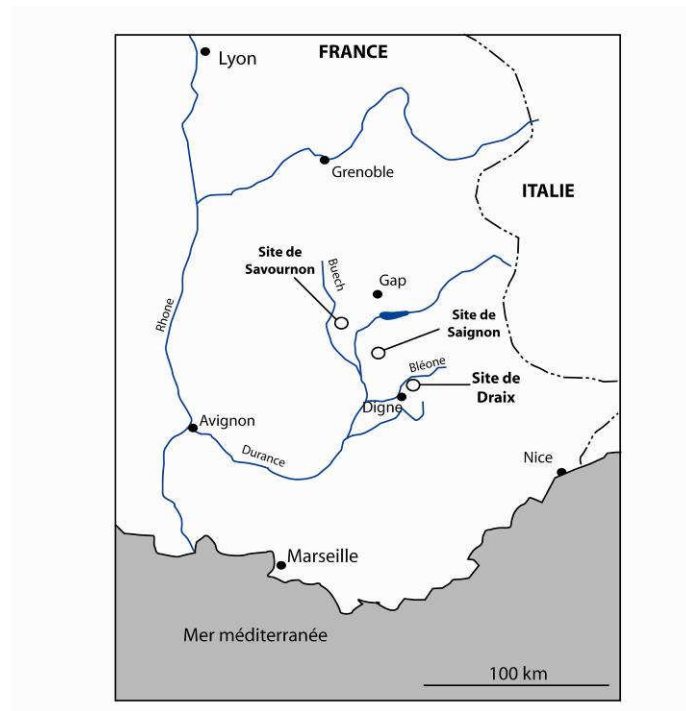 FRANCE
Lyon
Grenoble
ITALIE
Site de
Savournon
Buech
Gap
Rhone
Site de
Saignon
Bléone
Site de
Draix
Digne
Avignon
Durance
Nice
Marseille
Mer méditerranée
100 km